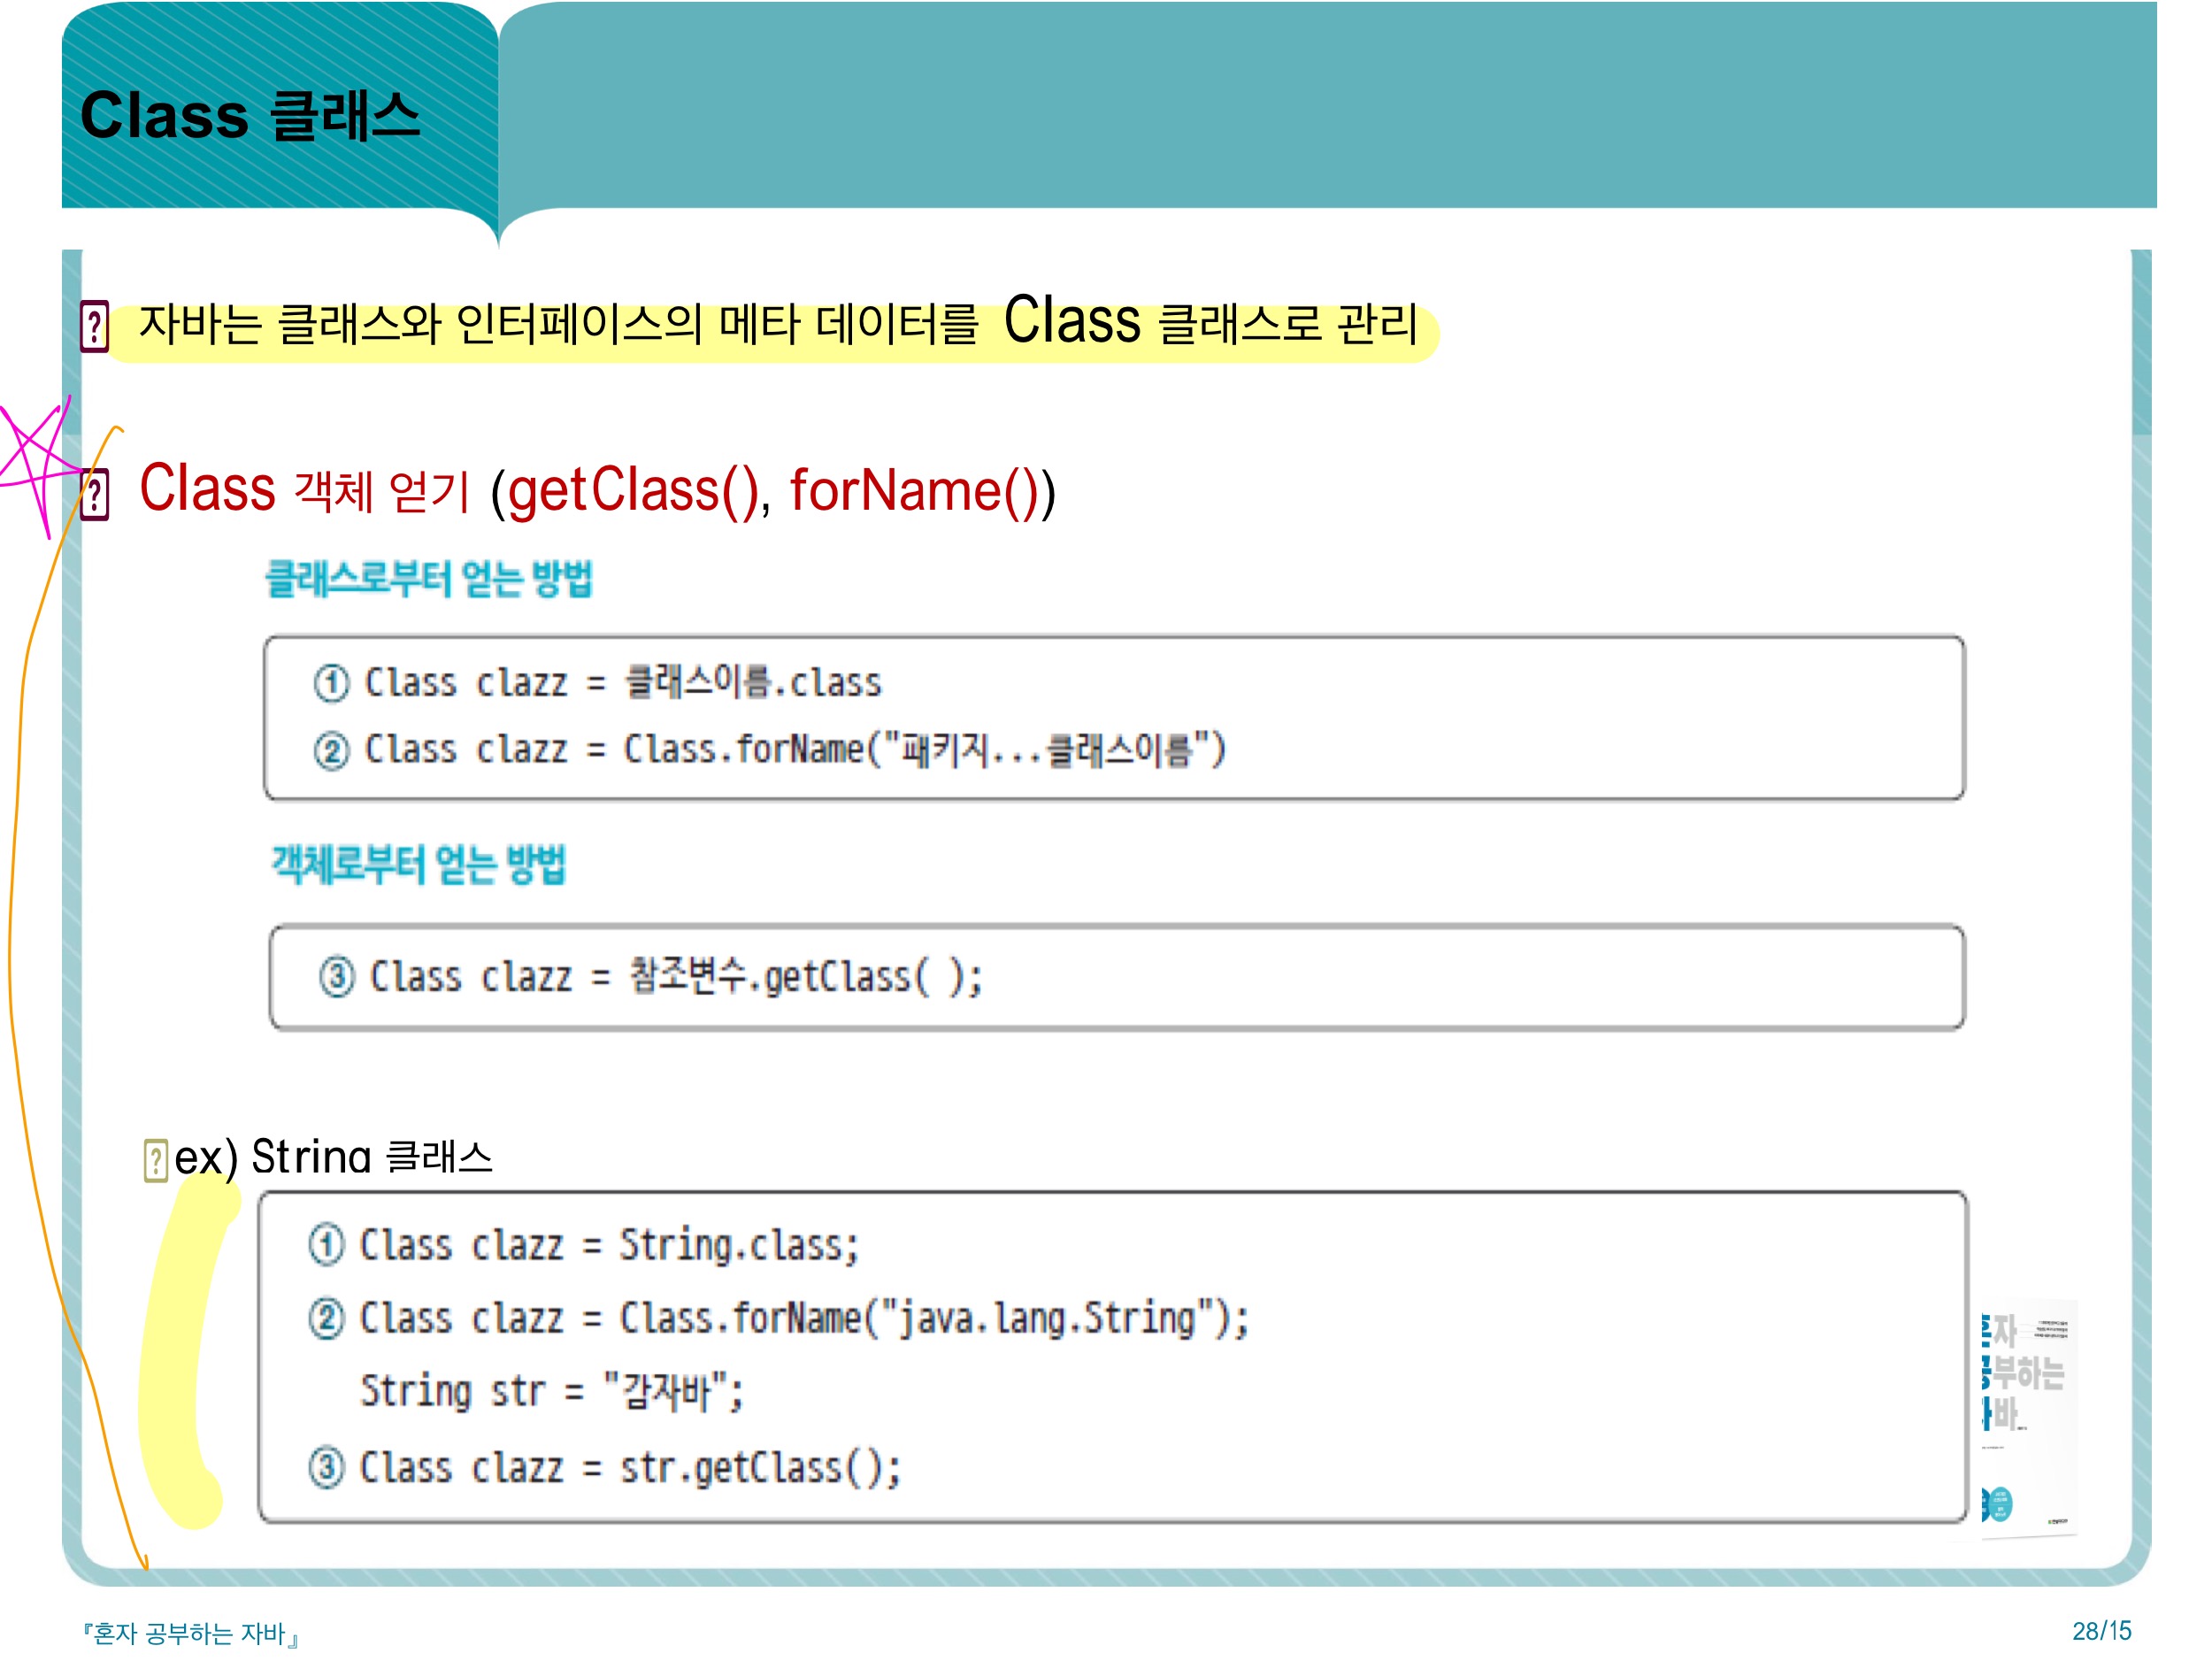 Class 클래스
자바는 클래스와 인터페이스의 메타 데이터를 Class 클래스로 관리
Class 객체 얻기 (getClass(), forName())
클래스로부터 얻는 방법
① Class clazz = 클래스이름.class
② Class clazz = Class.forName("패키지...클래스이름")
객체로부터 얻는 방법
③ Class clazz = 참조변수.getClass( );
ex) String 클래스
① Class clazz = String.class;
② Class clazz = Class.forName("java.lang.String");
String str = "감자바";
③ Class clazz = str.getClass();
자
부하는
바
『혼자 공부하는 자바』
28/15